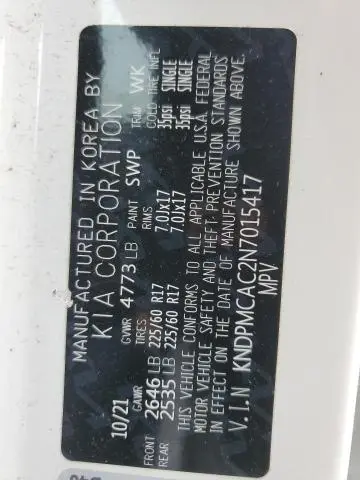 MANUFACTURED IN KOREA BY
KIA CORPORATION
10/21 GVWR 4773 LB PAINT SWP TRIM WK
GAWR TIRES RIMS COLD TIRE INFL
FRONT 2646 LB 225/60 R17 7.0JX17 35psi SINGLE
REAR 2535 LB 225/60 R17 7.0JX17 35psi SINGLE
THIS VEHICLE CONFORMS TO ALL APPLICABLE U.S.A. FEDERAL
MOTOR VEHICLE SAFETY AND THEFT PREVENTION STANDARDS
IN EFFECT ON THE DATE OF MANUFACTURE SHOWN ABOVE.
V.I.N KNDPMCAC2N7015417
MPV